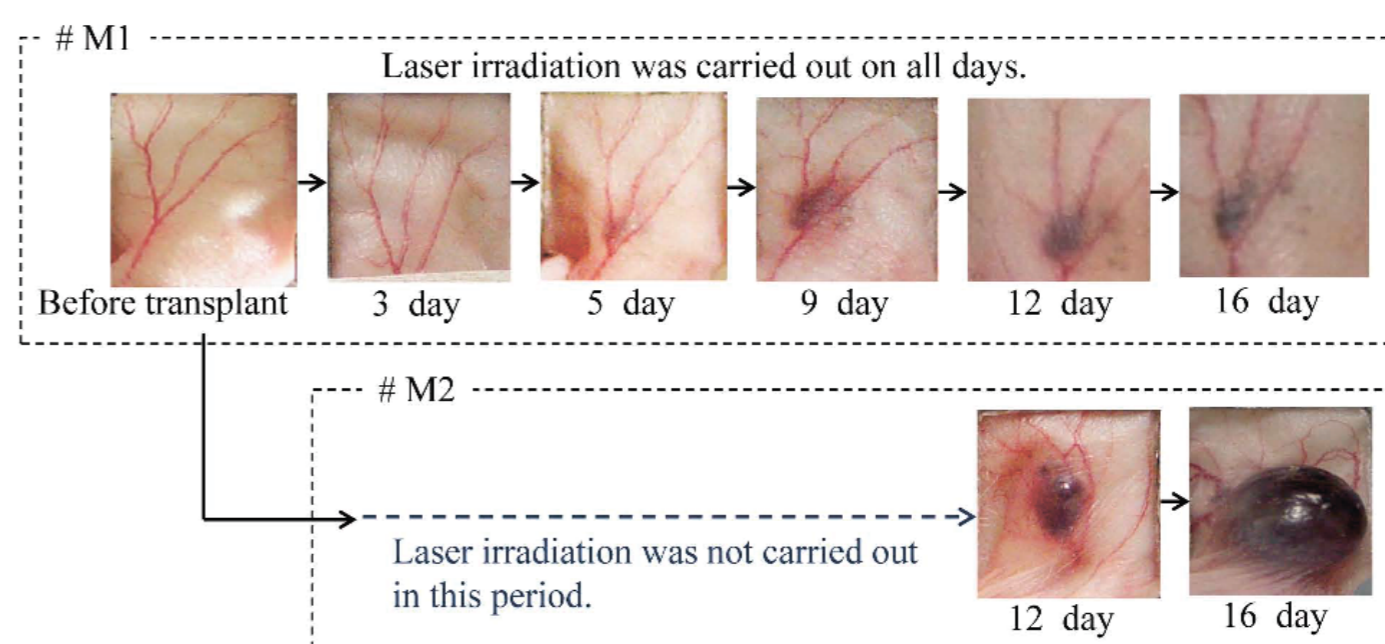 # M1
Laser irradiation was carried out on all days.
Before transplant
3 day
5 day
9 day
12 day
16 day
# M2
Laser irradiation was not carried out
in this period.
12 day
16 day